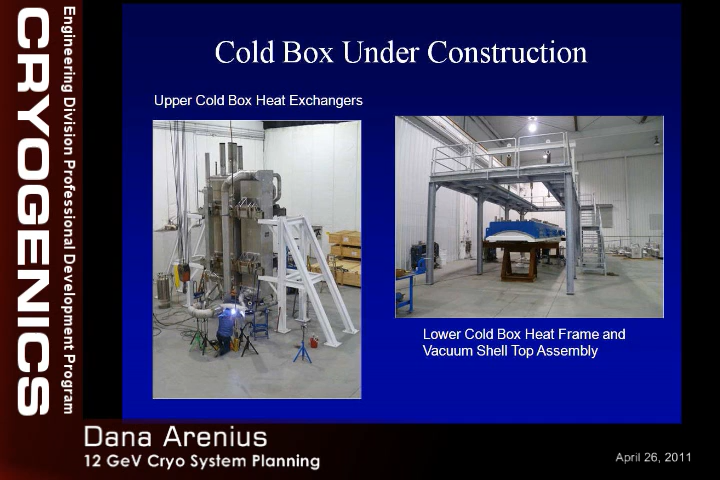 CRYOGENICS
Engineering Division Professional Development Program
Cold Box Under Construction
Upper Cold Box Heat Exchangers
Lower Cold Box Heat Frame and
Vacuum Shell Top Assembly
Dana Arenius
12 GeV Cryo System Planning
April 26, 2011